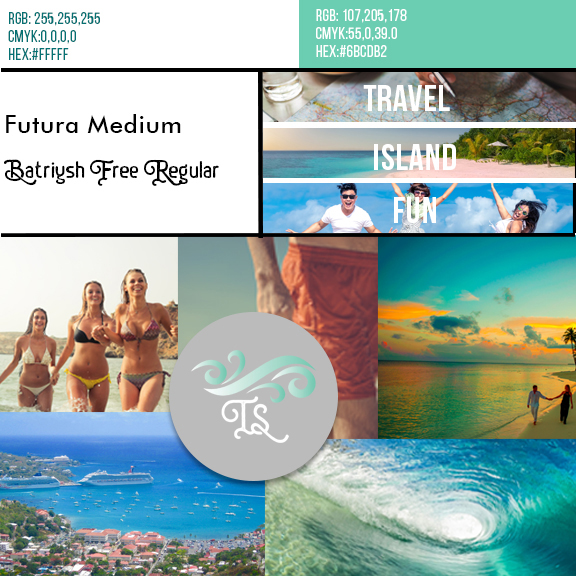 RGB: 255,255,255
CMYK:0,0,0,0
HEX:#FFFFF
RGB: 107,205,178
CMYK:55,0,39.0
HEX:#6BCDB2
Futura Medium
Batriysh Free Regular
TRAVEL
ISLAND
FUN
TS